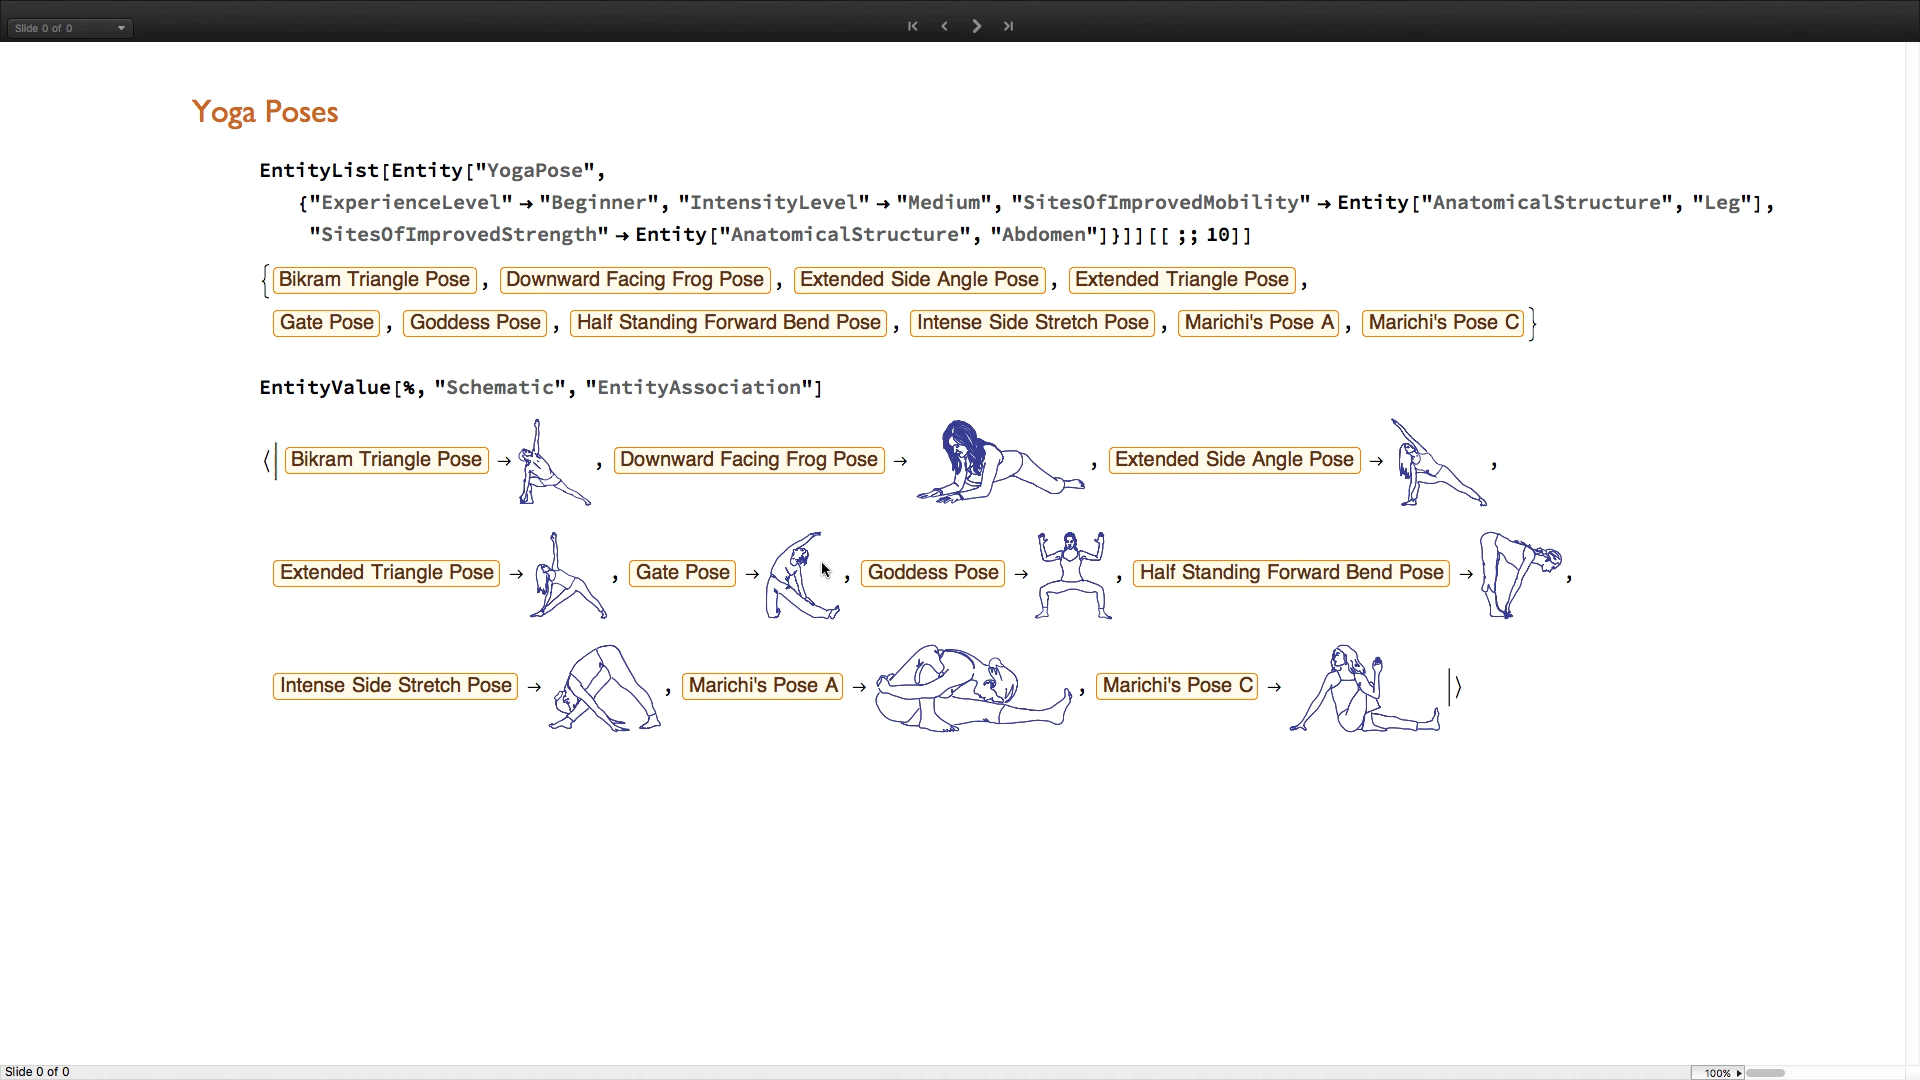 Slide 0 of 0
Yoga Poses
EntityList[Entity["YogaPose",
{"ExperienceLevel" → "Beginner", "IntensityLevel" → "Medium", "SitesOfImprovedMobility" → Entity["AnatomicalStructure", "Leg"],
"SitesOfImprovedStrength" → Entity["AnatomicalStructure", "Abdomen"]}]][[ ;; 10]]
{ Bikram Triangle Pose , Downward Facing Frog Pose , Extended Side Angle Pose , Extended Triangle Pose ,
Gate Pose , Goddess Pose , Half Standing Forward Bend Pose , Intense Side Stretch Pose , Marichi's Pose A , Marichi's Pose C }
EntityValue[%, "Schematic", "EntityAssociation"]
⟨| Bikram Triangle Pose → , Downward Facing Frog Pose → , Extended Side Angle Pose → ,
Extended Triangle Pose → , Gate Pose → , Goddess Pose → , Half Standing Forward Bend Pose → ,
Intense Side Stretch Pose → , Marichi's Pose A → , Marichi's Pose C → |⟩
Slide 0 of 0
100%